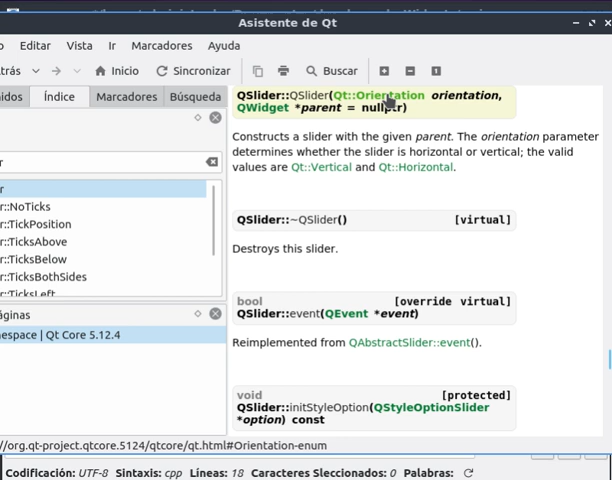 Asistente de Qt
Editar Vista Ir Marcadores Ayuda
trás Inicio Sincronizar Buscar
idos Índice Marcadores Búsqueda
r
r
r::NoTicks
r::TickPosition
r::TicksAbove
r::TicksBelow
r::TicksBothSides
r::TicksLeft
áginas
espace | Qt Core 5.12.4
QSlider::QSlider(Qt::Orientation orientation,
QWidget *parent = nullptr)
Constructs a slider with the given parent. The orientation parameter
determines whether the slider is horizontal or vertical; the valid
values are Qt::Vertical and Qt::Horizontal.
QSlider::~QSlider() [virtual]
Destroys this slider.
bool [override virtual]
QSlider::event(QEvent *event)
Reimplemented from QAbstractSlider::event().
void [protected]
QSlider::initStyleOption(QStyleOptionSlider
*option) const
//org.qt-project.qtcore.5124/qtcore/qt.html#Orientation-enum
Codificación: UTF-8 Sintaxis: cpp Líneas: 18 Caracteres Sleccionados: 0 Palabras: